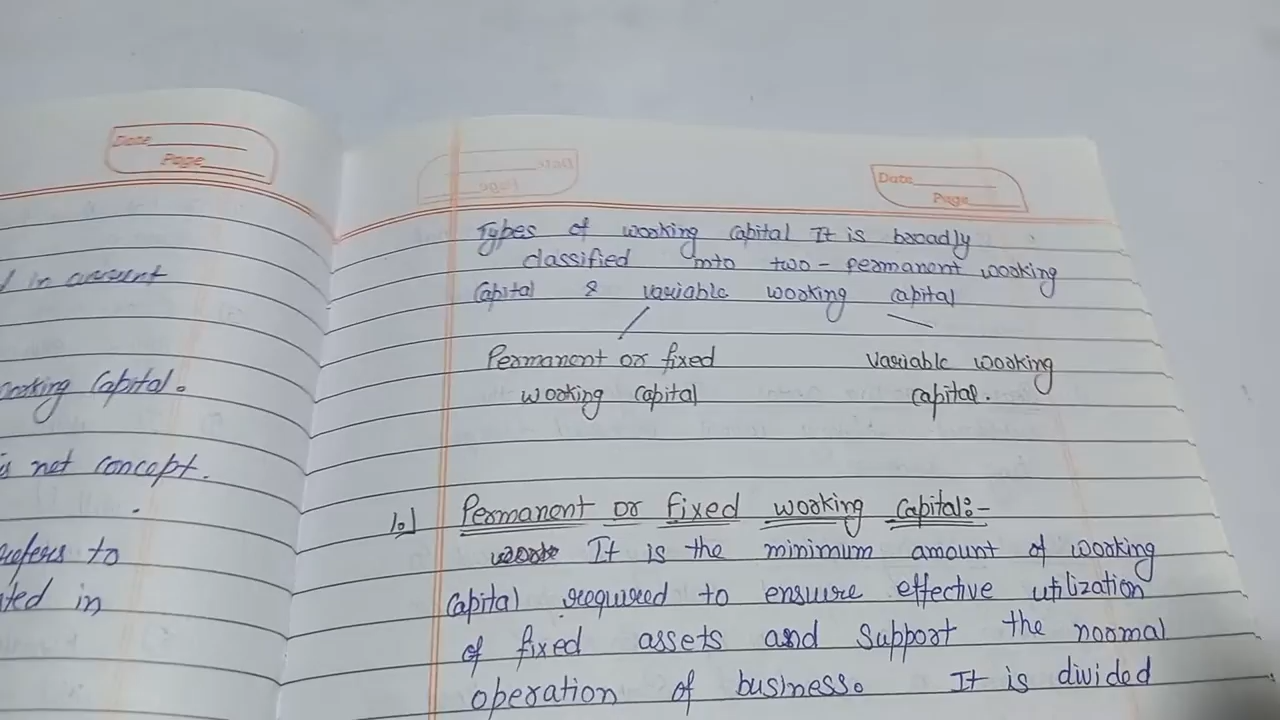 Date
Page
l in amount
working Capital.
is net concept.
refers to
ted in
Date
Page
Types of working capital It is broadly
classified into two - permanent working
Capital & variable working capital
Permanent or fixed
working capital
variable working
capital.
1.] Permanent or fixed working capital:-
It is the minimum amount of working
Capital required to ensure effective utilization
of fixed assets and support the normal
operation of business. It is divided